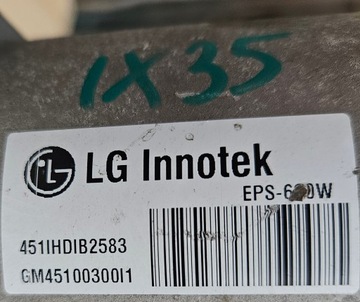 IX35
LG Innotek
451IHDIB2583
GM45100300I1